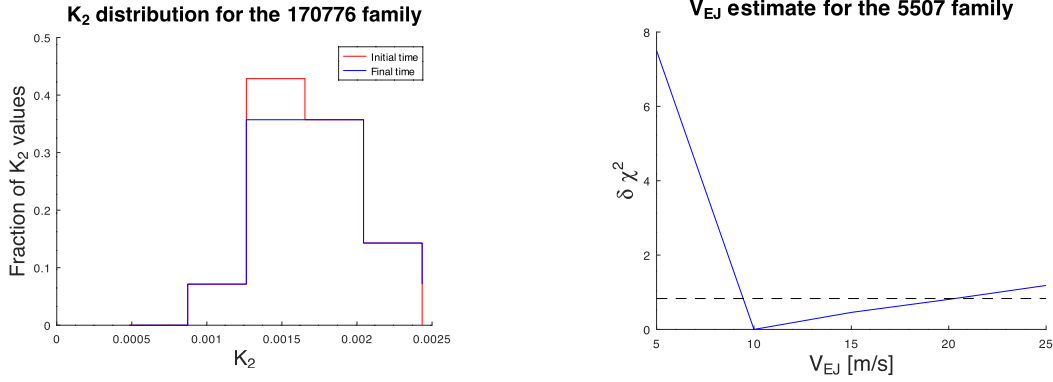 K₂ distribution for the 170776 family
Initial time
Final time
0.5
0.4
0.3
0.2
0.1
0
Fraction of K₂ values
0
0.0005
0.001
0.0015
0.002
0.0025
K₂
V_EJ estimate for the 5507 family
8
6
4
2
0
δ χ²
5
10
15
20
25
V_EJ [m/s]